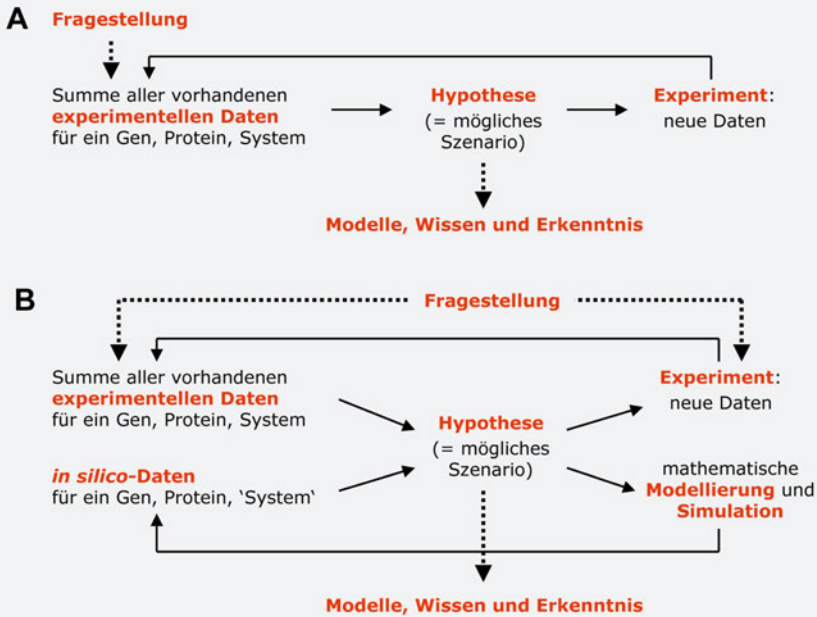 A
Fragestellung
Summe aller vorhandenen
experimentellen Daten
für ein Gen, Protein, System
Hypothese
(= mögliches
Szenario)
Experiment:
neue Daten
Modelle, Wissen und Erkenntnis
B
Fragestellung
Summe aller vorhandenen
experimentellen Daten
für ein Gen, Protein, System
in silico-Daten
für ein Gen, Protein, ‘System‘
Hypothese
(= mögliches
Szenario)
Experiment:
neue Daten
mathematische
Modellierung und
Simulation
Modelle, Wissen und Erkenntnis